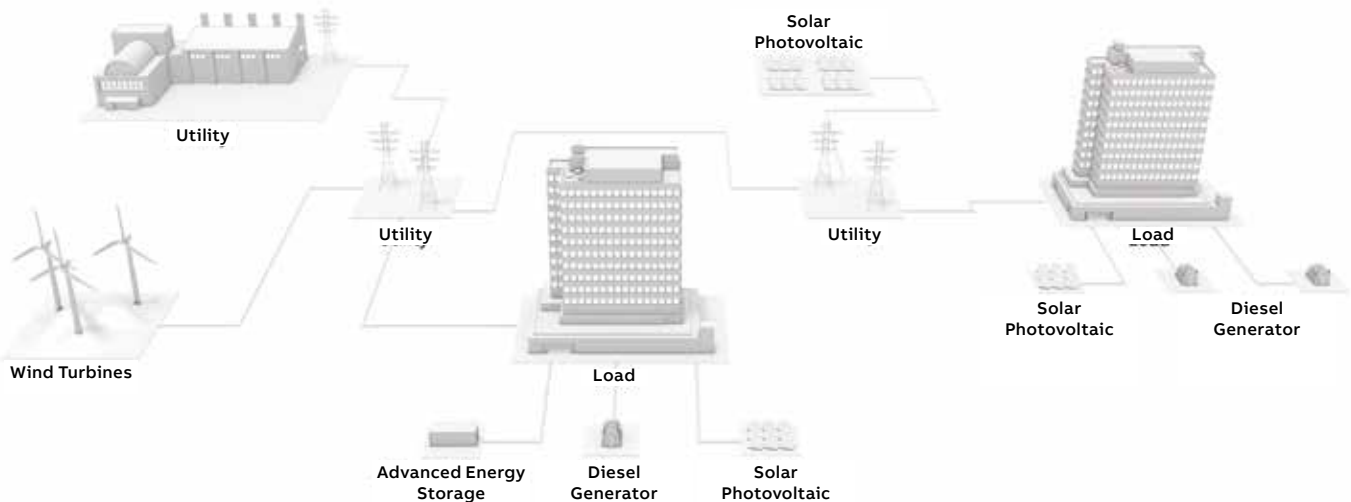 Solar
Photovoltaic
Utility
Utility
Utility
Load
Solar
Photovoltaic
Diesel
Generator
Wind Turbines
Load
Advanced Energy
Storage
Diesel
Generator
Solar
Photovoltaic